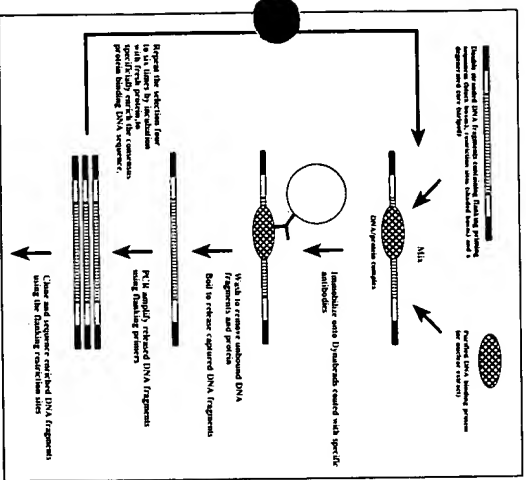 Double stranded DNA fragments containing flanking priming
sequences (black boxes), restriction sites (shaded boxes) and a
degenerated core (striped)
Purified DNA binding protein
(or nuclear extract)
Mix
DNA/protein complex
Immobilize onto Dynabeads coated with specific
antibodies
Wash to remove unbound DNA
fragments and protein
Boil to release captured DNA fragments
PCR amplify released DNA fragments
using flanking primers
Repeat the selection four
to six times by incubation
with fresh protein, to
specifically enrich the consensus
protein binding DNA sequence.
Clone and sequence enriched DNA fragments
using the flanking restriction sites